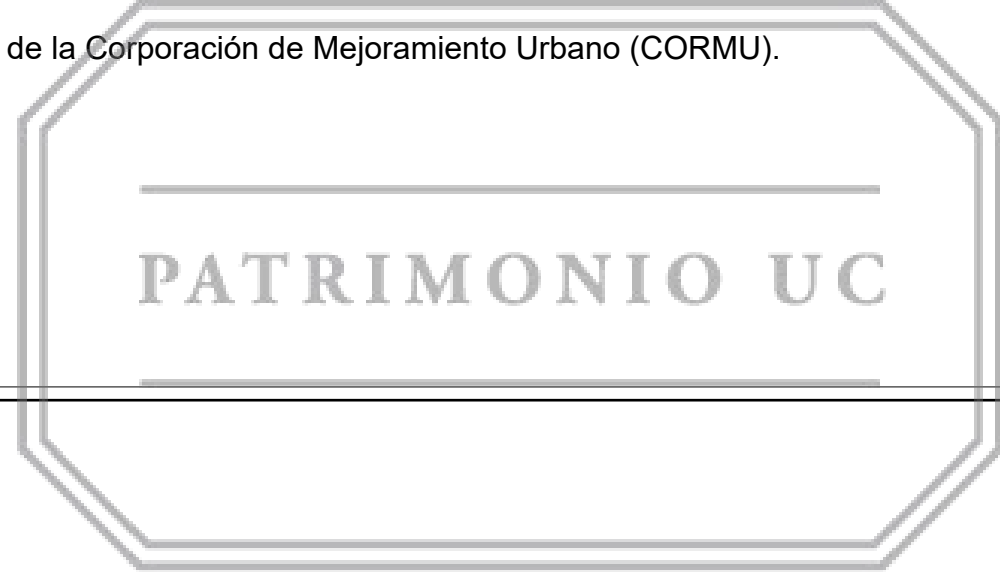 de la Corporación de Mejoramiento Urbano (CORMU).
PATRIMONIO UC